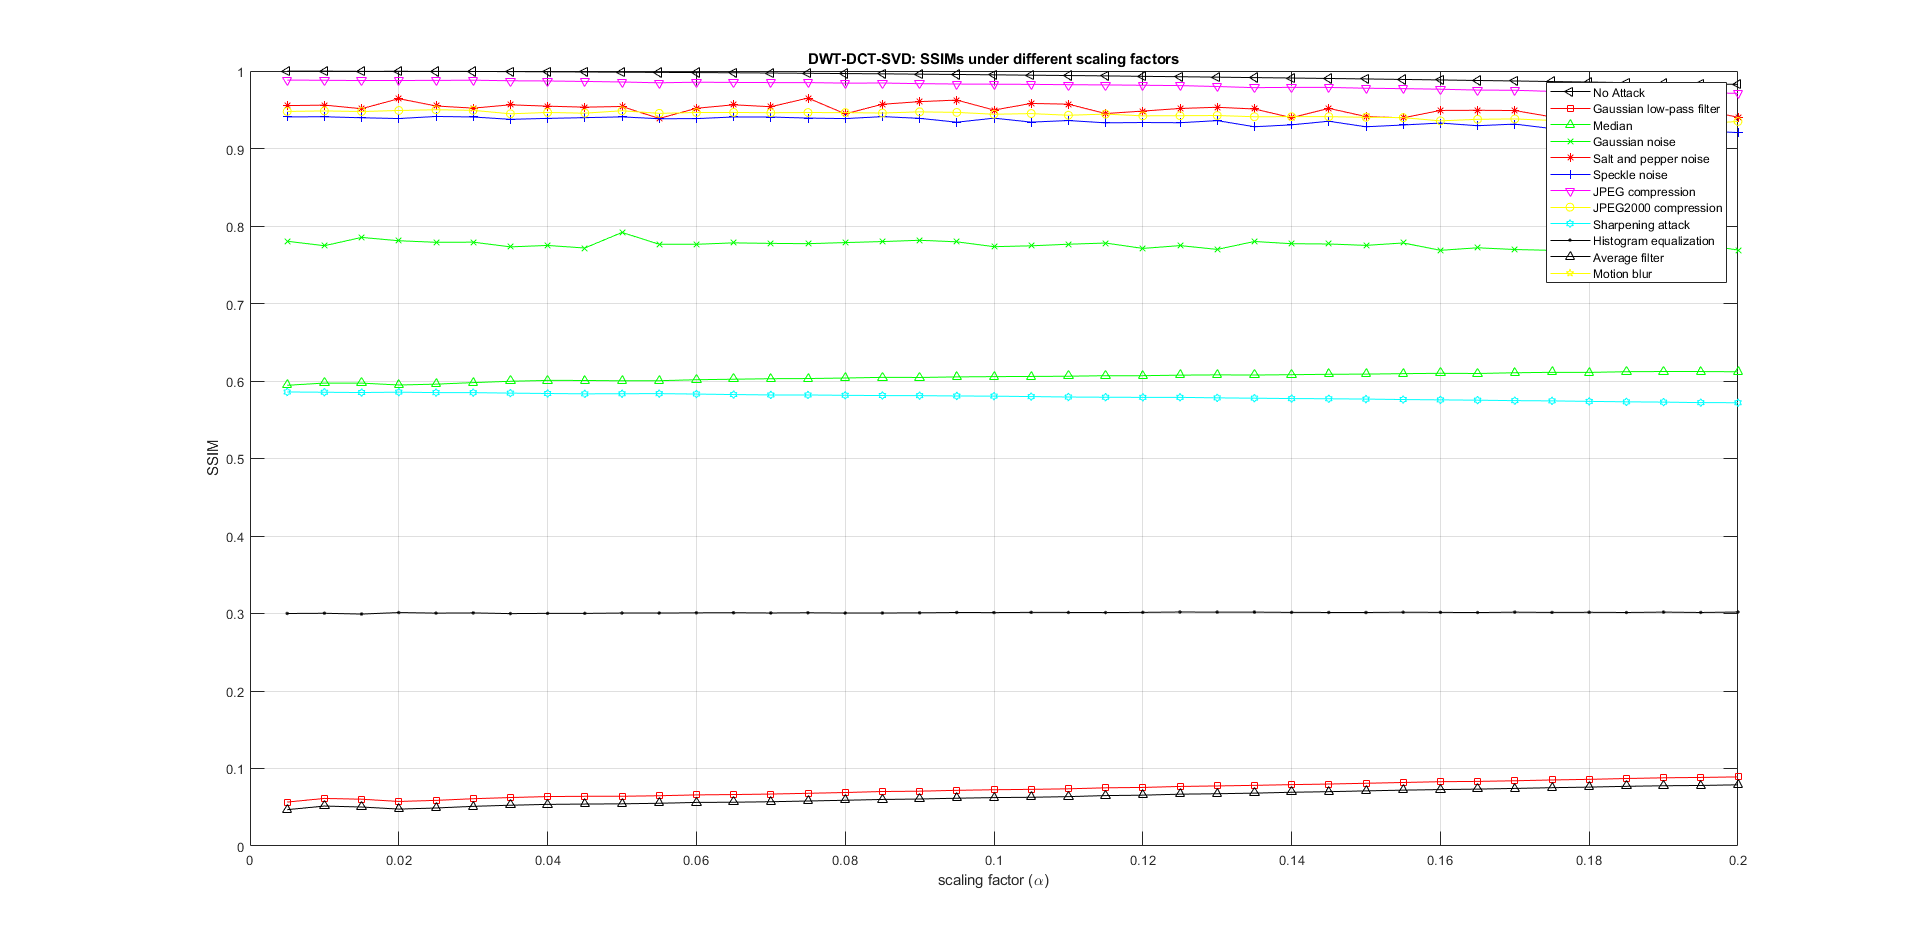 DWT-DCT-SVD: SSIMs under different scaling factors
1
0.9
0.8
0.7
0.6
0.5
0.4
0.3
0.2
0.1
0
SSIM
No Attack
Gaussian low-pass filter
Median
Gaussian noise
Salt and pepper noise
Speckle noise
JPEG compression
JPEG2000 compression
Sharpening attack
Histogram equalization
Average filter
Motion blur
0 0.02 0.04 0.06 0.08 0.1 0.12 0.14 0.16 0.18 0.2
scaling factor (α)